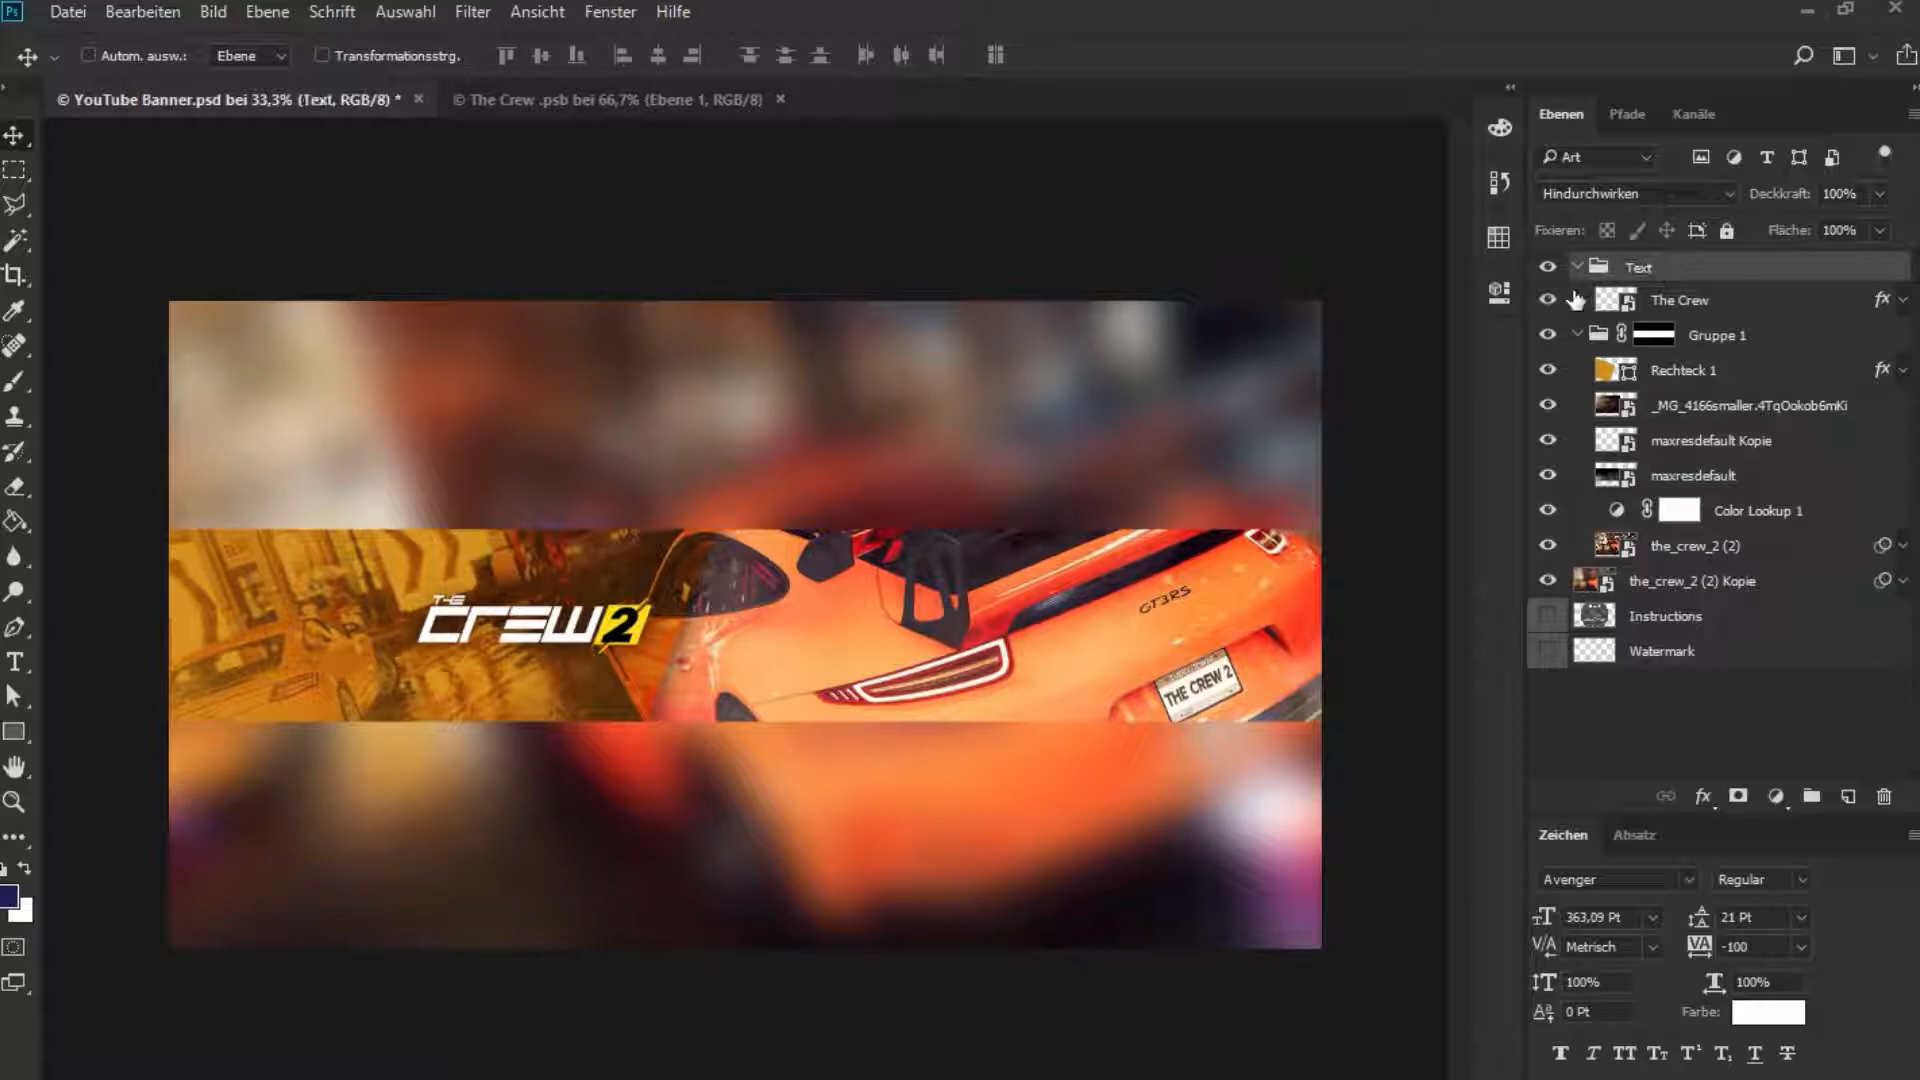 Ps Datei Bearbeiten Bild Ebene Schrift Auswahl Filter Ansicht Fenster Hilfe
Autom. ausw.: Ebene Transformationsstrg.
© YouTube Banner.psd bei 33,3% (Text, RGB/8) * × © The Crew .psb bei 66,7% (Ebene 1, RGB/8) ×
Ebenen Pfade Kanäle
Art
Hindurchwirken Deckkraft: 100%
Fixieren: Fläche: 100%
Text
The Crew fx
Gruppe 1
Rechteck 1 fx
_MG_4166smaller.4TqOokob6mKi
maxresdefault Kopie
maxresdefault
Color Lookup 1
the_crew_2 (2)
the_crew_2 (2) Kopie
Instructions
Watermark
THE
CREW 2
GT3RS
THE CREW 2
fx
Zeichen Absatz
Avenger Regular
363,09 Pt 21 Pt
Metrisch -100
100% 100%
0 Pt Farbe: